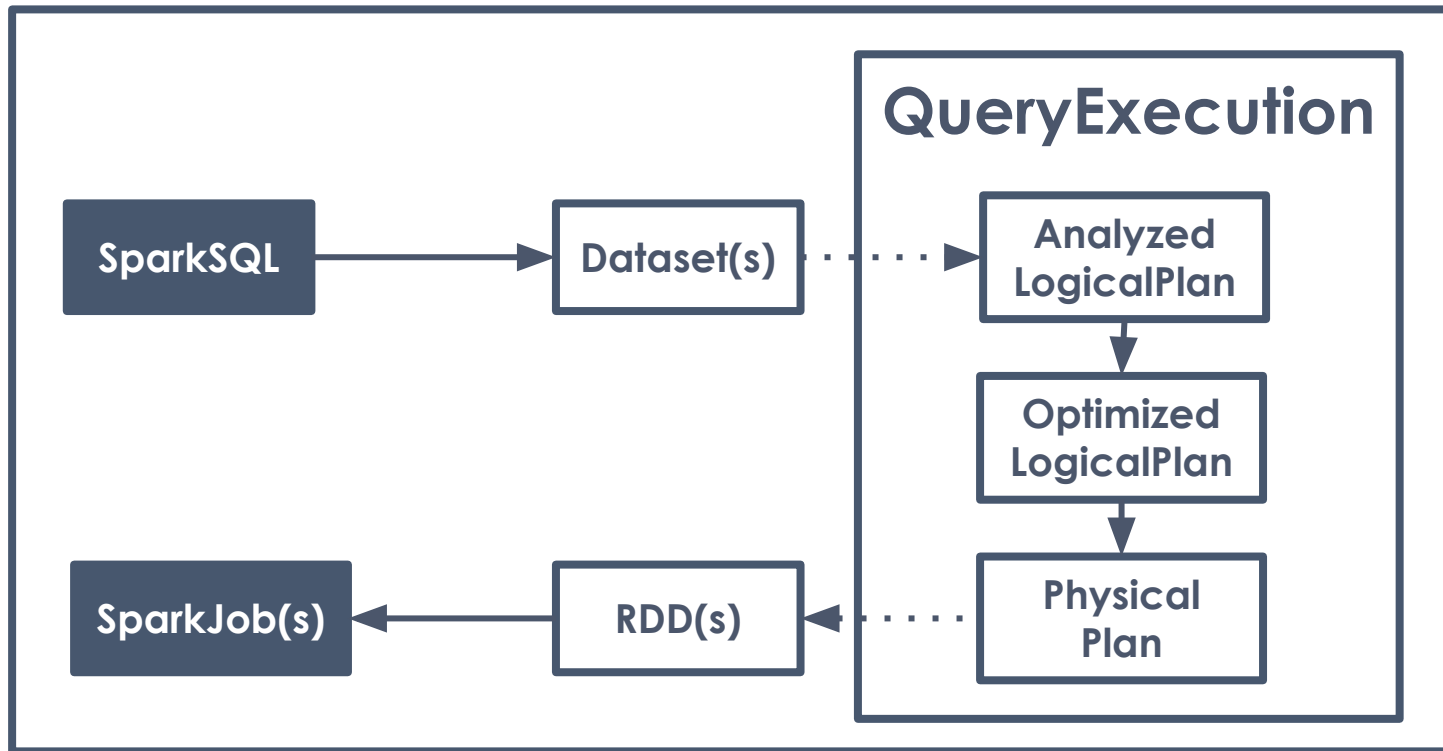 QueryExecution
SparkSQL
Dataset(s)
Analyzed
LogicalPlan
Optimized
LogicalPlan
SparkJob(s)
RDD(s)
Physical
Plan